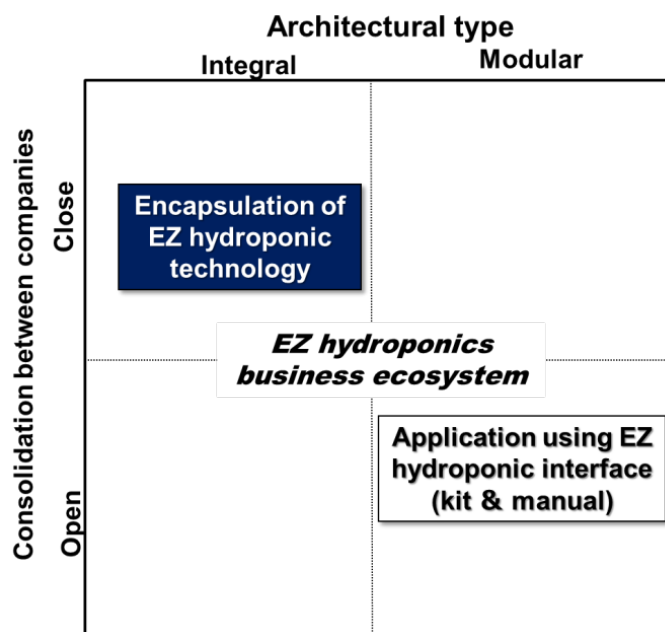 Architectural type
Integral
Modular
Consolidation between companies
Close
Open
Encapsulation of
EZ hydroponic
technology
EZ hydroponics
business ecosystem
Application using EZ
hydroponic interface
(kit & manual)